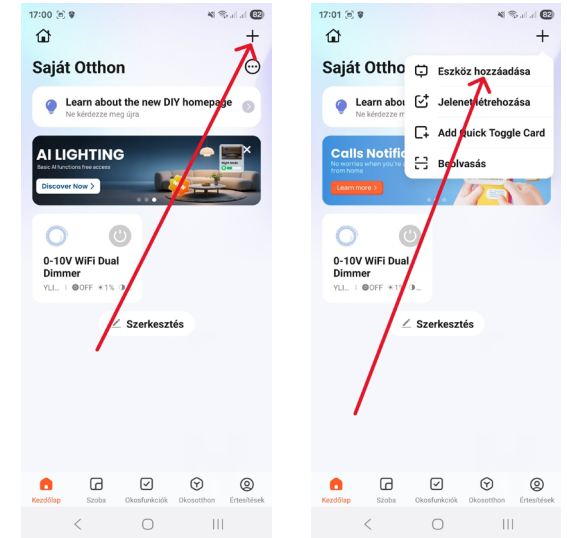 17:00
82
Saját Otthon
Learn about the new DIY homepage
Ne kérdezze meg újra
AI LIGHTING
Basic AI functions free access
Discover Now >
0-10V WiFi Dual
Dimmer
YLI... | OFF ☀1%
Szerkesztés
Kezdőlap
Szoba
Okosfunkciók
Okosotthon
Értesítések
17:01
82
Saját Ottho
Eszköz hozzáadása
Jelenet létrehozása
Add Quick Toggle Card
Beolvasás
Learn abou
Ne kérdezze m
Calls Notific
No worries when you're
from home
Learn more >
0-10V WiFi Dual
Dimmer
YLI... | OFF ☀1%
Szerkesztés
Kezdőlap
Szoba
Okosfunkciók
Okosotthon
Értesítések